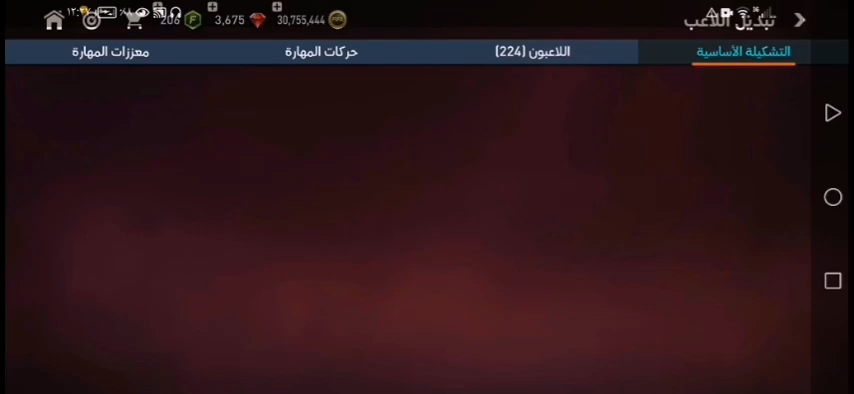 تبديل اللاعب
30,755,444
3,675
206
التشكيلة الأساسية
اللاعبون (224)
حركات المهارة
معززات المهارة